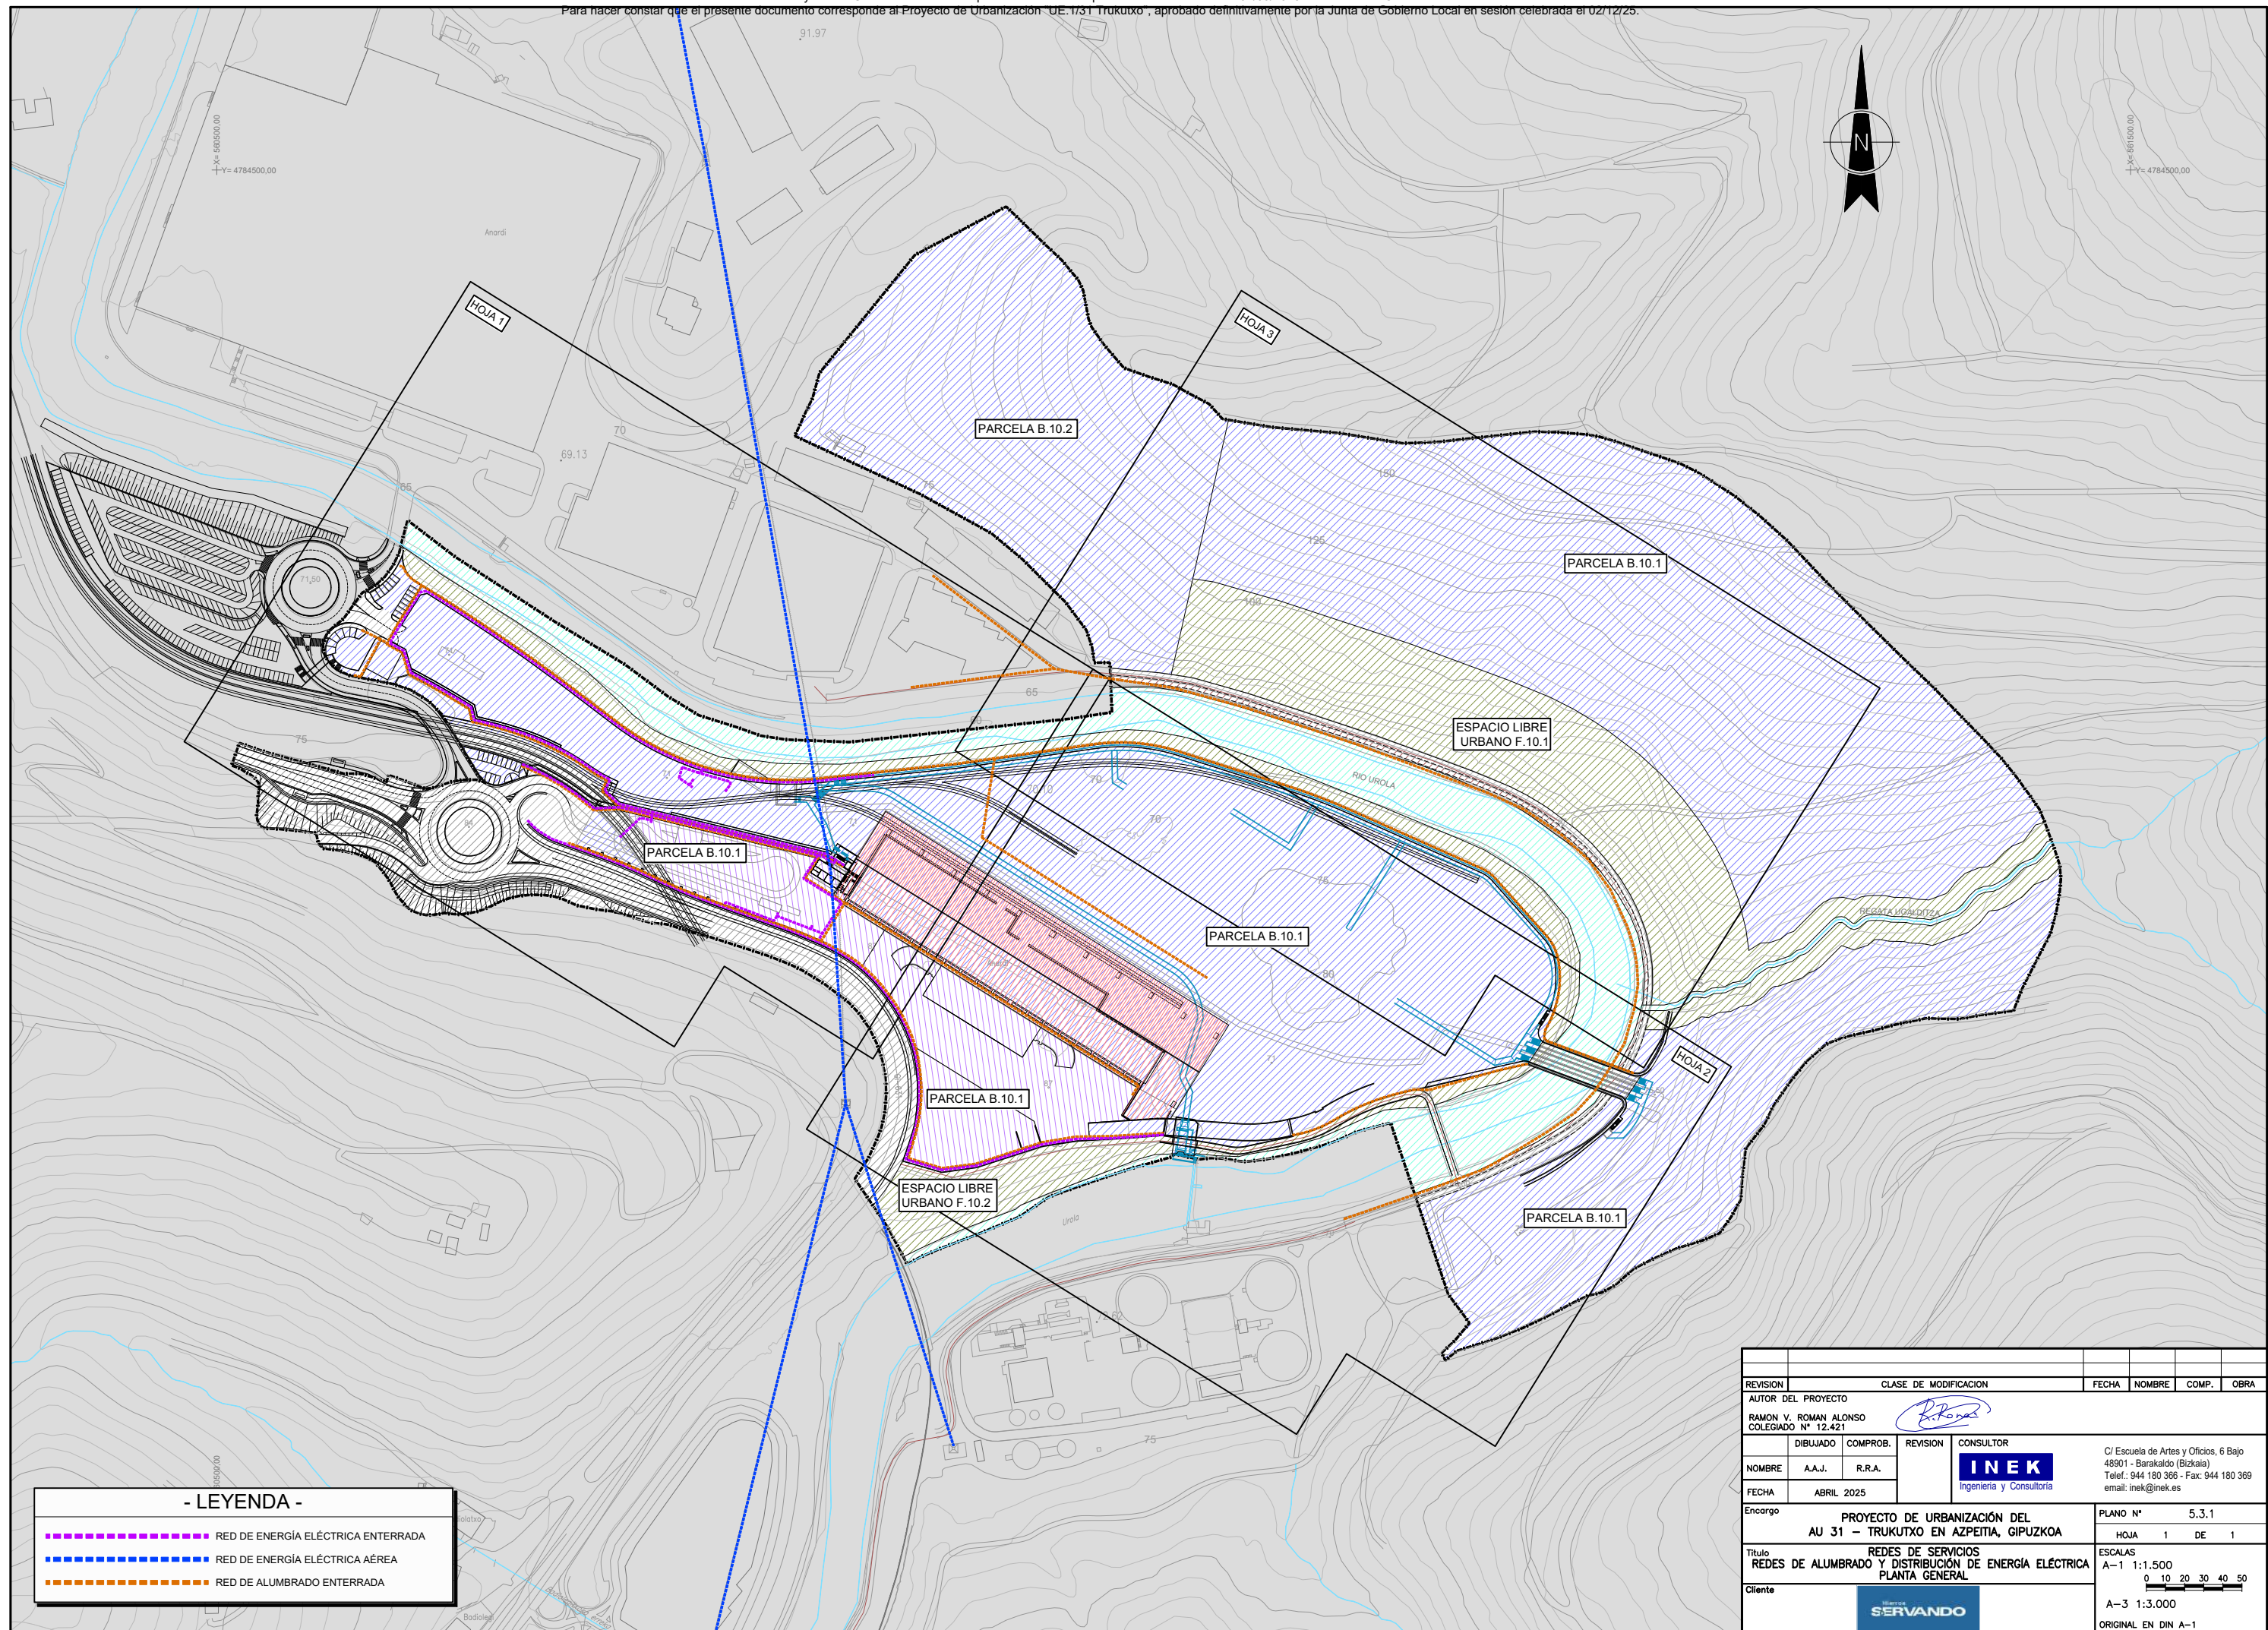 Para hacer constar que el presente documento corresponde al Proyecto de Urbanización "UE.1/31 Trukutxo", aprobado definitivamente por la Junta de Gobierno Local en sesión celebrada el 02/12/25.
91.97
X= 560500,00
Y= 4784500,00
X= 561500,00
Y= 4784500,00
N
Anardi
HOJA 1
HOJA 3
PARCELA B.10.2
70
69.13
65
75
150
125
PARCELA B.10.1
100
71,50
65
60
ESPACIO LIBRE
URBANO F.10.1
RIO UROLA
75
70
70
PARCELA B.10.1
75
REGATA UGALDITZA
PARCELA B.10.1
80
HOJA 2
PARCELA B.10.1
67
ESPACIO LIBRE
URBANO F.10.2
Urola
PARCELA B.10.1
72.62
75
- LEYENDA -
RED DE ENERGÍA ELÉCTRICA ENTERRADA
RED DE ENERGÍA ELÉCTRICA AÉREA
RED DE ALUMBRADO ENTERRADA
REVISION CLASE DE MODIFICACION FECHA NOMBRE COMP. OBRA
AUTOR DEL PROYECTO
RAMON V. ROMAN ALONSO
COLEGIADO Nº 12.421
DIBUJADO COMPROB. REVISION CONSULTOR
NOMBRE A.A.J. R.R.A.
FECHA ABRIL 2025
INEK
Ingeniería y Consultoría
C/ Escuela de Artes y Oficios, 6 Bajo
48901 - Barakaldo (Bizkaia)
Telef.: 944 180 366 - Fax: 944 180 369
email: inek@inek.es
Encargo
PROYECTO DE URBANIZACIÓN DEL
AU 31 – TRUKUTXO EN AZPEITIA, GIPUZKOA
PLANO Nº 5.3.1
HOJA 1 DE 1
Título
REDES DE SERVICIOS
REDES DE ALUMBRADO Y DISTRIBUCIÓN DE ENERGÍA ELÉCTRICA
PLANTA GENERAL
ESCALAS
A-1 1:1.500
0 10 20 30 40 50
A-3 1:3.000
ORIGINAL EN DIN A-1
Cliente
SERVANDO